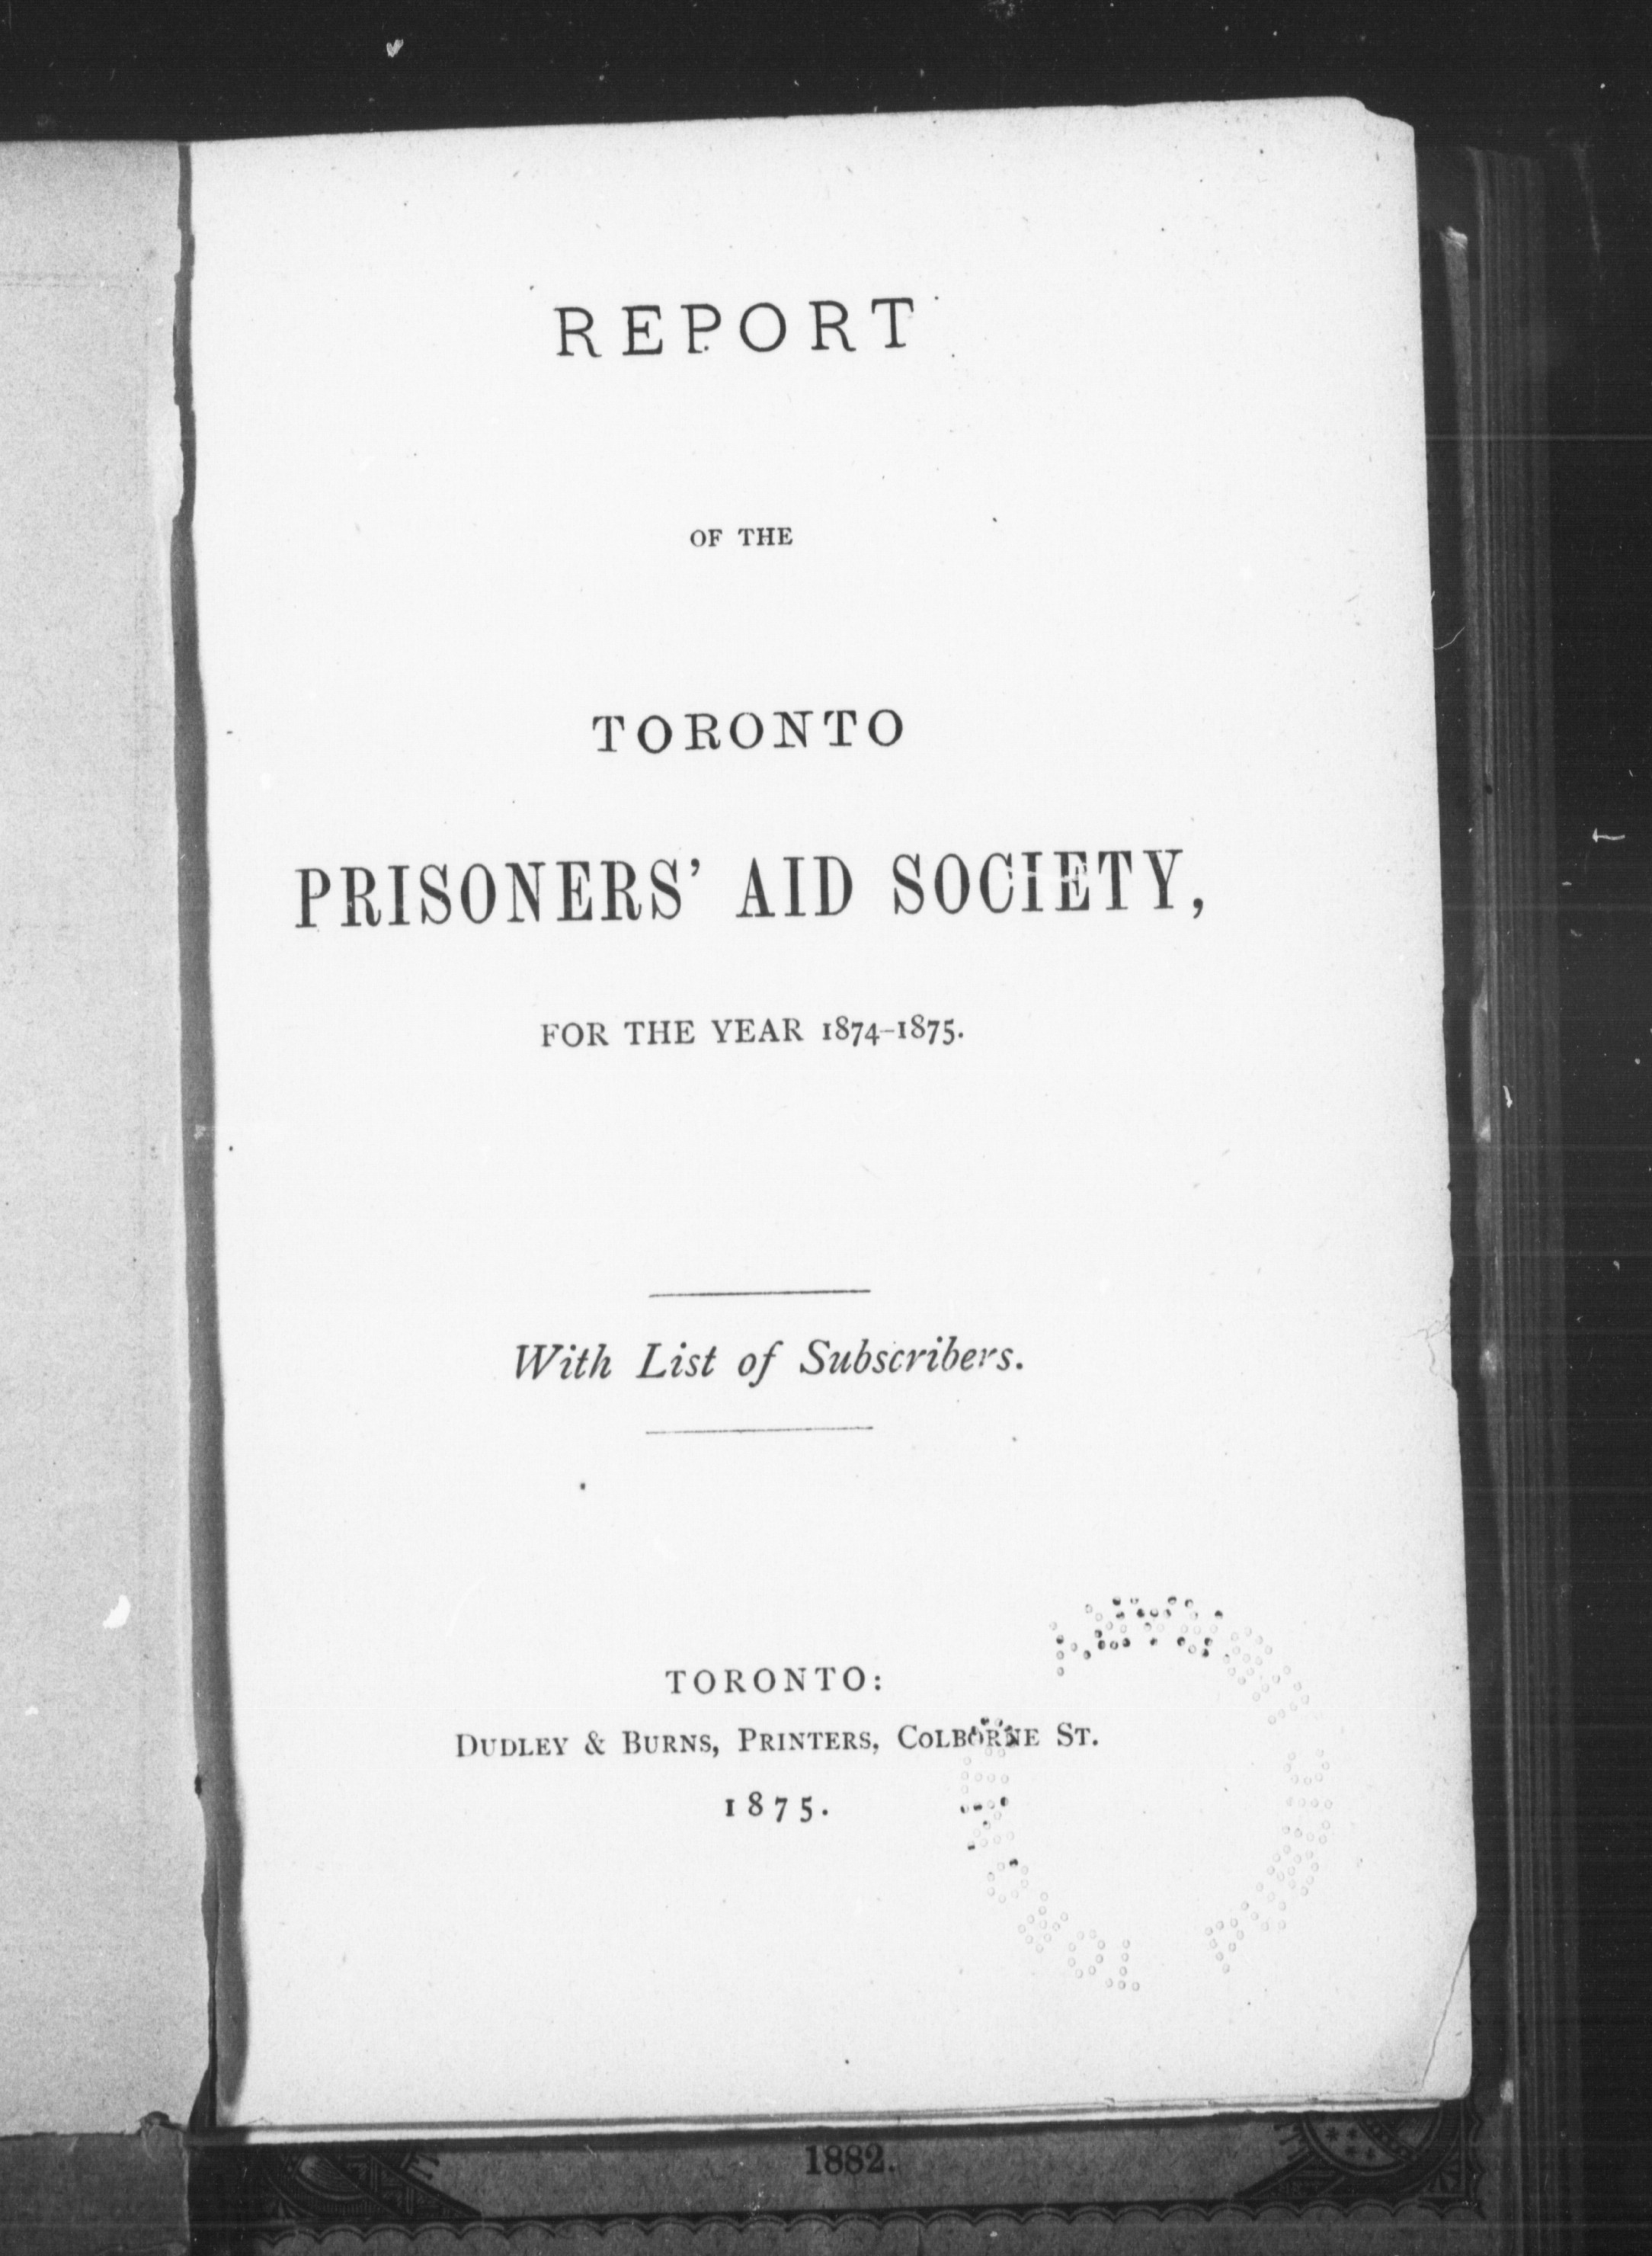 REPORT
OF THE
TORONTO
PRISONERS' AID SOCIETY,
FOR THE YEAR 1874-1875.
With List of Subscribers.
TORONTO:
DUDLEY & BURNS, PRINTERS, COLBORNE ST.
1875.
1882.